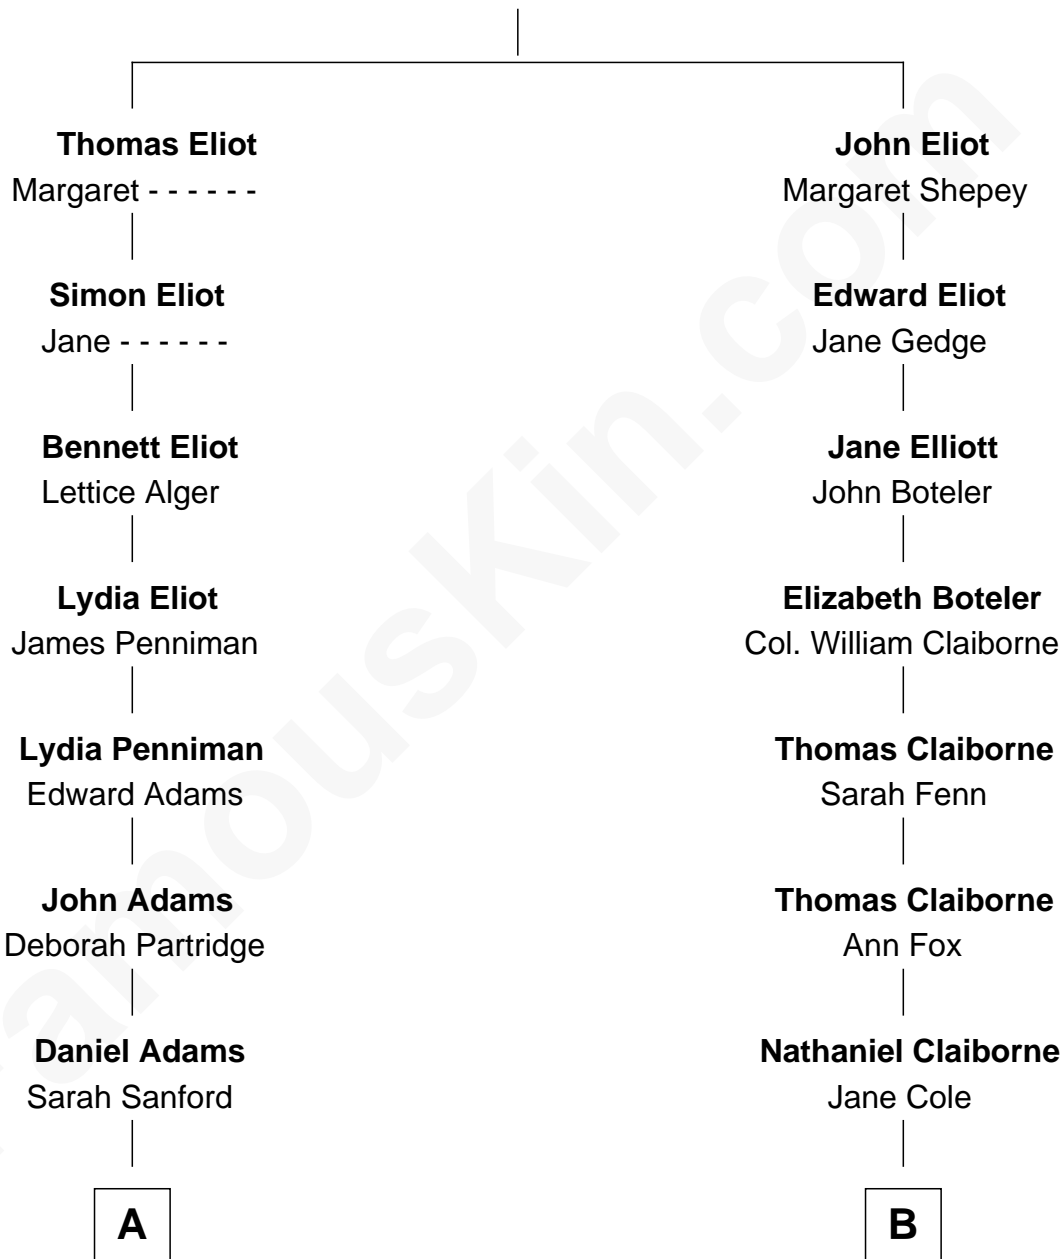 Thomas Eliot
Margaret - - - - - -
Simon Eliot
Jane - - - - - -
Bennett Eliot
Lettice Alger
Lydia Eliot
James Penniman
Lydia Penniman
Edward Adams
John Adams
Deborah Partridge
Daniel Adams
Sarah Sanford
A
John Eliot
Margaret Shepey
Edward Eliot
Jane Gedge
Jane Elliott
John Boteler
Elizabeth Boteler
Col. William Claiborne
Thomas Claiborne
Sarah Fenn
Thomas Claiborne
Ann Fox
Nathaniel Claiborne
Jane Cole
B
FamousKin.com